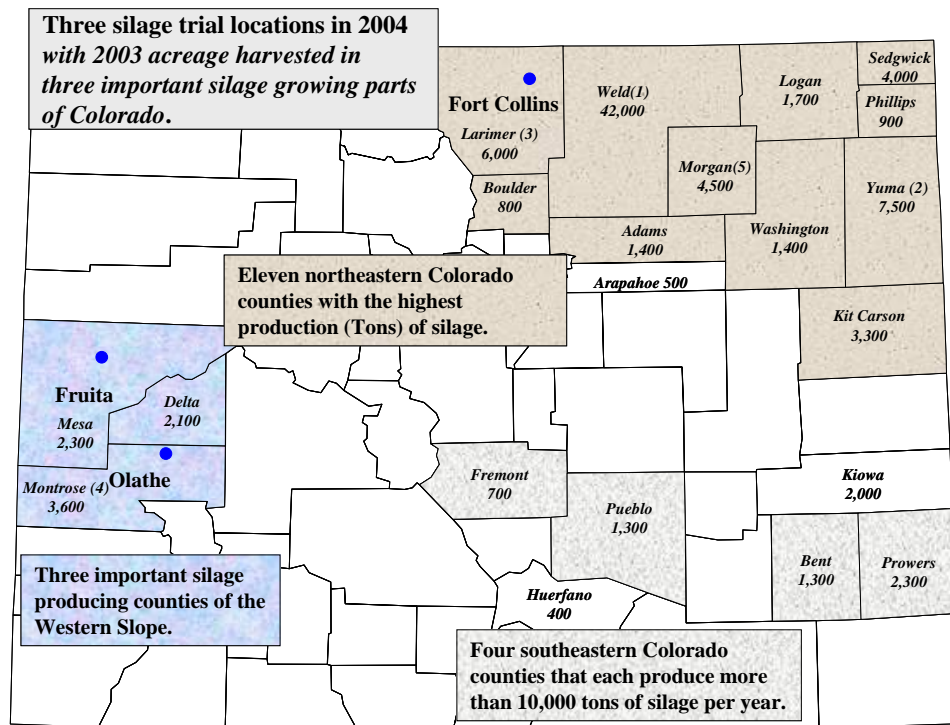 Three silage trial locations in 2004
with 2003 acreage harvested in
three important silage growing parts
of Colorado.
Fort Collins
Larimer (3)
6,000
Boulder
800
Weld(1)
42,000
Logan
1,700
Sedgwick
4,000
Phillips
900
Morgan(5)
4,500
Yuma (2)
7,500
Adams
1,400
Washington
1,400
Arapahoe 500
Kit Carson
3,300
Eleven northeastern Colorado
counties with the highest
production (Tons) of silage.
Fruita
Mesa
2,300
Delta
2,100
Olathe
Montrose (4)
3,600
Fremont
700
Pueblo
1,300
Kiowa
2,000
Bent
1,300
Prowers
2,300
Huerfano
400
Three important silage
producing counties of the
Western Slope.
Four southeastern Colorado
counties that each produce more
than 10,000 tons of silage per year.